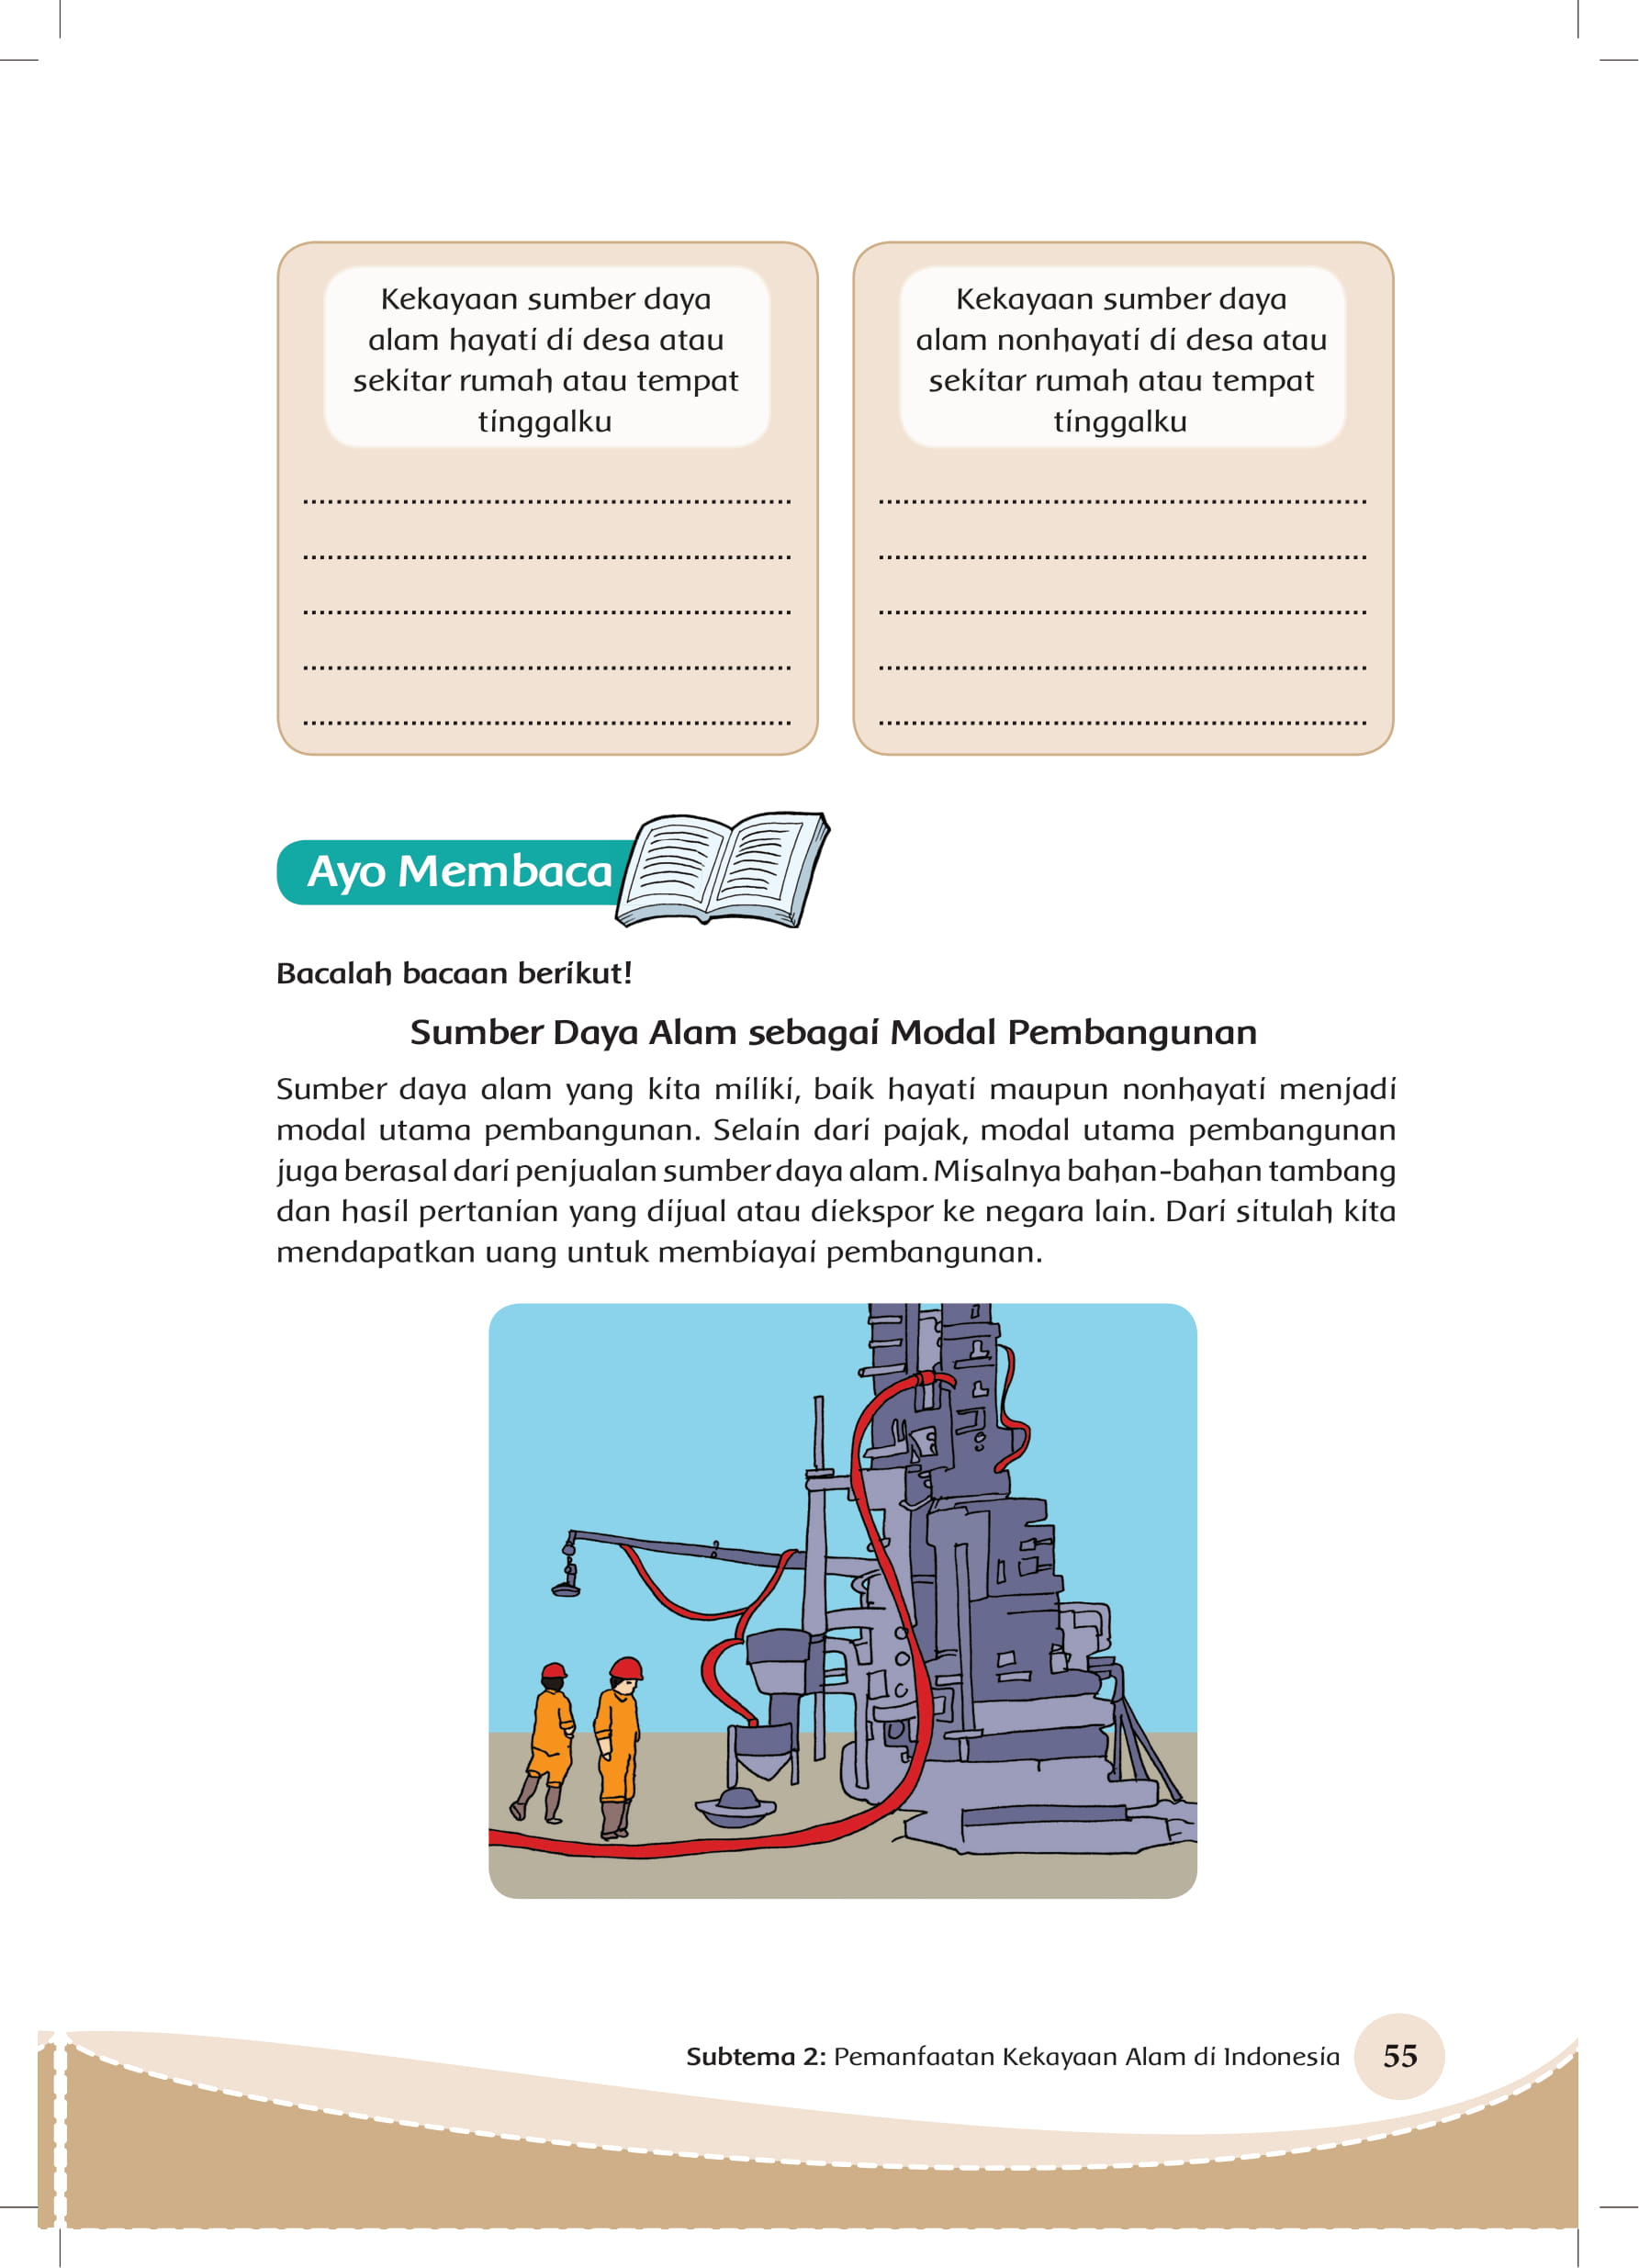 Kekayaan sumber daya
alam hayati di desa atau
sekitar rumah atau tempat
tinggalku
Kekayaan sumber daya
alam nonhayati di desa atau
sekitar rumah atau tempat
tinggalku
Ayo Membaca
Bacalah bacaan berikut!
Sumber Daya Alam sebagai Modal Pembangunan
Sumber daya alam yang kita miliki, baik hayati maupun nonhayati menjadi
modal utama pembangunan. Selain dari pajak, modal utama pembangunan
juga berasal dari penjualan sumber daya alam. Misalnya bahan-bahan tambang
dan hasil pertanian yang dijual atau diekspor ke negara lain. Dari situlah kita
mendapatkan uang untuk membiayai pembangunan.
Subtema 2: Pemanfaatan Kekayaan Alam di Indonesia 55